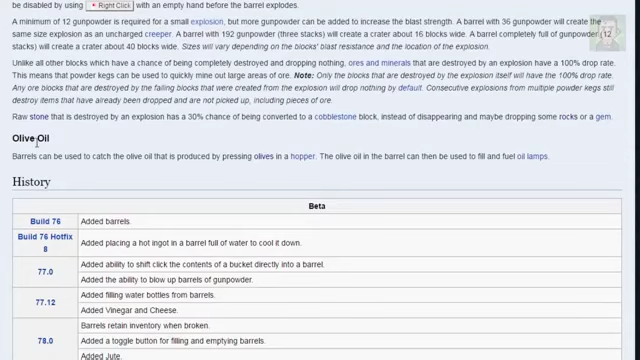 be disabled by using Right Click with an empty hand before the barrel explodes.
A minimum of 12 gunpowder is required for a small explosion, but more gunpowder can be added to increase the blast strength. A barrel with 36 gunpowder will create the
same size explosion as an uncharged creeper. A barrel with 192 gunpowder (three stacks) will create a crater about 16 blocks wide. A barrel completely full of gunpowder (12
stacks) will create a crater about 40 blocks wide. Sizes will vary depending on the blocks' blast resistance and the location of the explosion.
Unlike all other blocks which have a chance of being completely destroyed and dropping nothing, ores and minerals that are destroyed by an explosion have a 100% drop rate.
This means that powder kegs can be used to quickly mine out large areas of ore. Note: Only the blocks that are destroyed by the explosion itself will have the 100% drop rate.
Any ore blocks that are destroyed by the falling blocks that were created from the explosion will drop nothing by default. Consecutive explosions from multiple powder kegs still
destroy items that have already been dropped and are not picked up, including pieces of ore.
Raw stone that is destroyed by an explosion has a 30% chance of being converted to a cobblestone block, instead of disappearing and maybe dropping some rocks or a gem.
Olive Oil
Barrels can be used to catch the olive oil that is produced by pressing olives in a hopper. The olive oil in the barrel can then be used to fill and fuel oil lamps.
History
Beta
Build 76 Added barrels.
Build 76 Hotfix
8
Added placing a hot ingot in a barrel full of water to cool it down.
77.0
Added ability to shift click the contents of a bucket directly into a barrel.
Added the ability to blow up barrels of gunpowder.
77.12
Added filling water bottles from barrels.
Added Vinegar and Cheese.
78.0
Barrels retain inventory when broken.
Added a toggle button for filling and emptying barrels.
Added Jute.